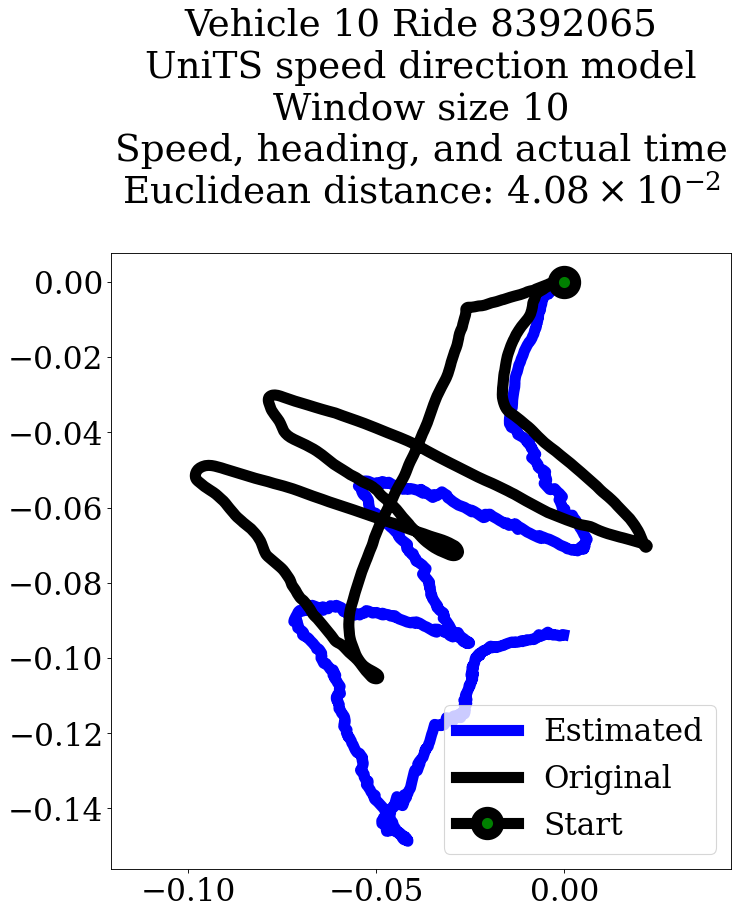 Vehicle 10 Ride 8392065
UniTS speed direction model
Window size 10
Speed, heading, and actual time
Euclidean distance: 4.08 × 10⁻²
0.00
−0.02
−0.04
−0.06
−0.08
−0.10
−0.12
−0.14
Estimated
Original
Start
−0.10 −0.05 0.00